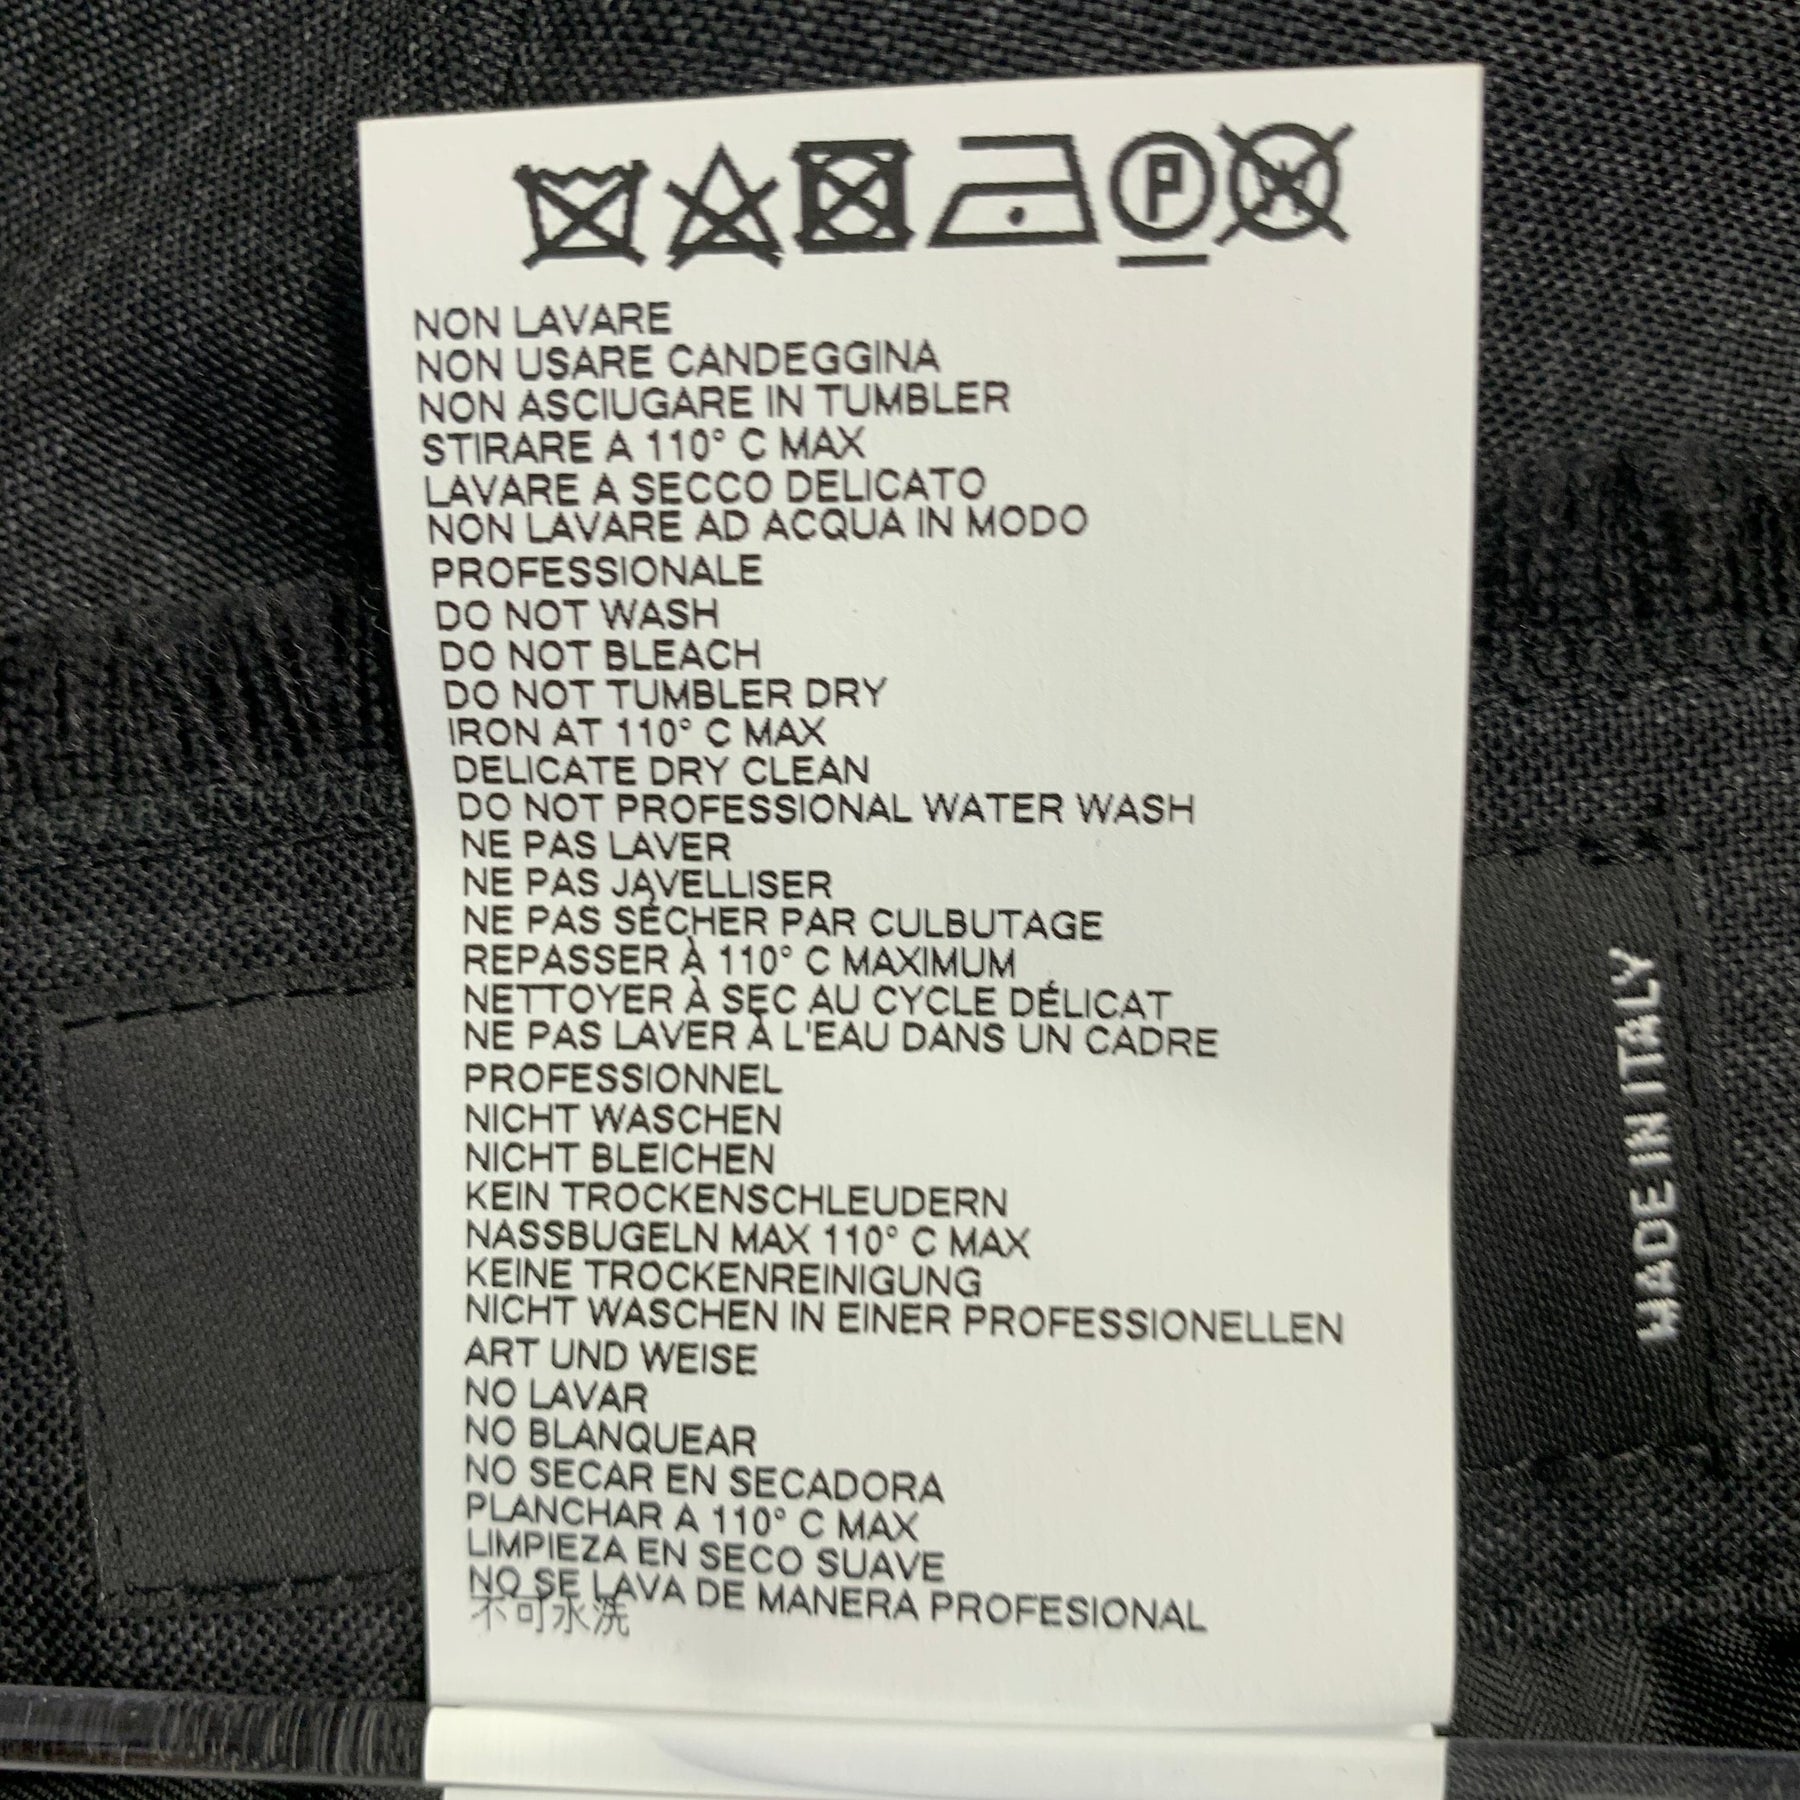 P
W
NON LAVARE
NON USARE CANDEGGINA
NON ASCIUGARE IN TUMBLER
STIRARE A 110° C MAX
LAVARE A SECCO DELICATO
NON LAVARE AD ACQUA IN MODO
PROFESSIONALE
DO NOT WASH
DO NOT BLEACH
DO NOT TUMBLER DRY
IRON AT 110° C MAX
DELICATE DRY CLEAN
DO NOT PROFESSIONAL WATER WASH
NE PAS LAVER
NE PAS JAVELLISER
NE PAS SÉCHER PAR CULBUTAGE
REPASSER À 110° C MAXIMUM
NETTOYER À SEC AU CYCLE DÉLICAT
NE PAS LAVER À L'EAU DANS UN CADRE
PROFESSIONNEL
NICHT WASCHEN
NICHT BLEICHEN
KEIN TROCKENSCHLEUDERN
NASSBUGELN MAX 110° C MAX
KEINE TROCKENREINIGUNG
NICHT WASCHEN IN EINER PROFESSIONELLEN
ART UND WEISE
NO LAVAR
NO BLANQUEAR
NO SECAR EN SECADORA
PLANCHAR A 110° C MAX
LIMPIEZA EN SECO SUAVE
NO SE LAVA DE MANERA PROFESIONAL
不可水洗
MADE IN ITALY